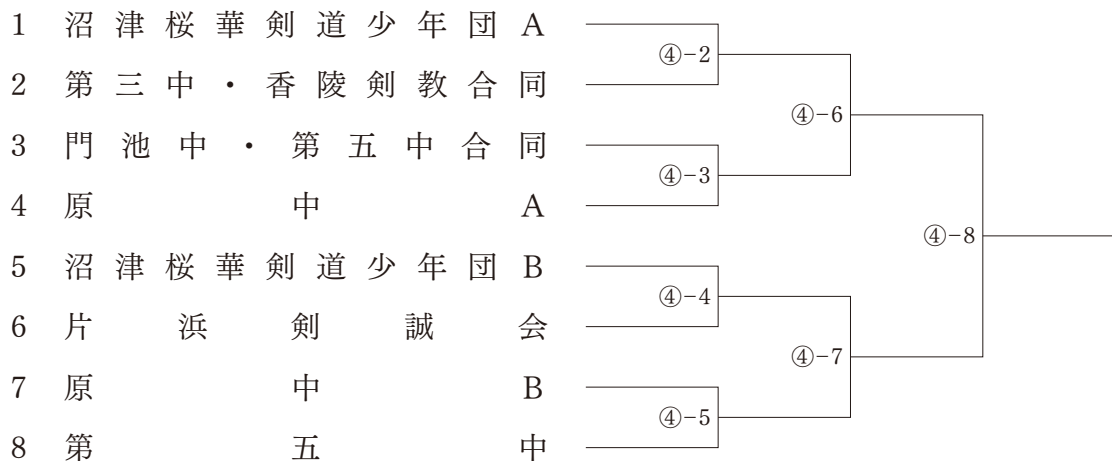 1 沼津桜華剣道少年団A
④-2
2 第三中・香陵剣教合同
④-6
3 門池中・第五中合同
④-3
4 原中A
④-8
5 沼津桜華剣道少年団B
④-4
6 片浜剣誠会
④-7
7 原中B
④-5
8 第五中